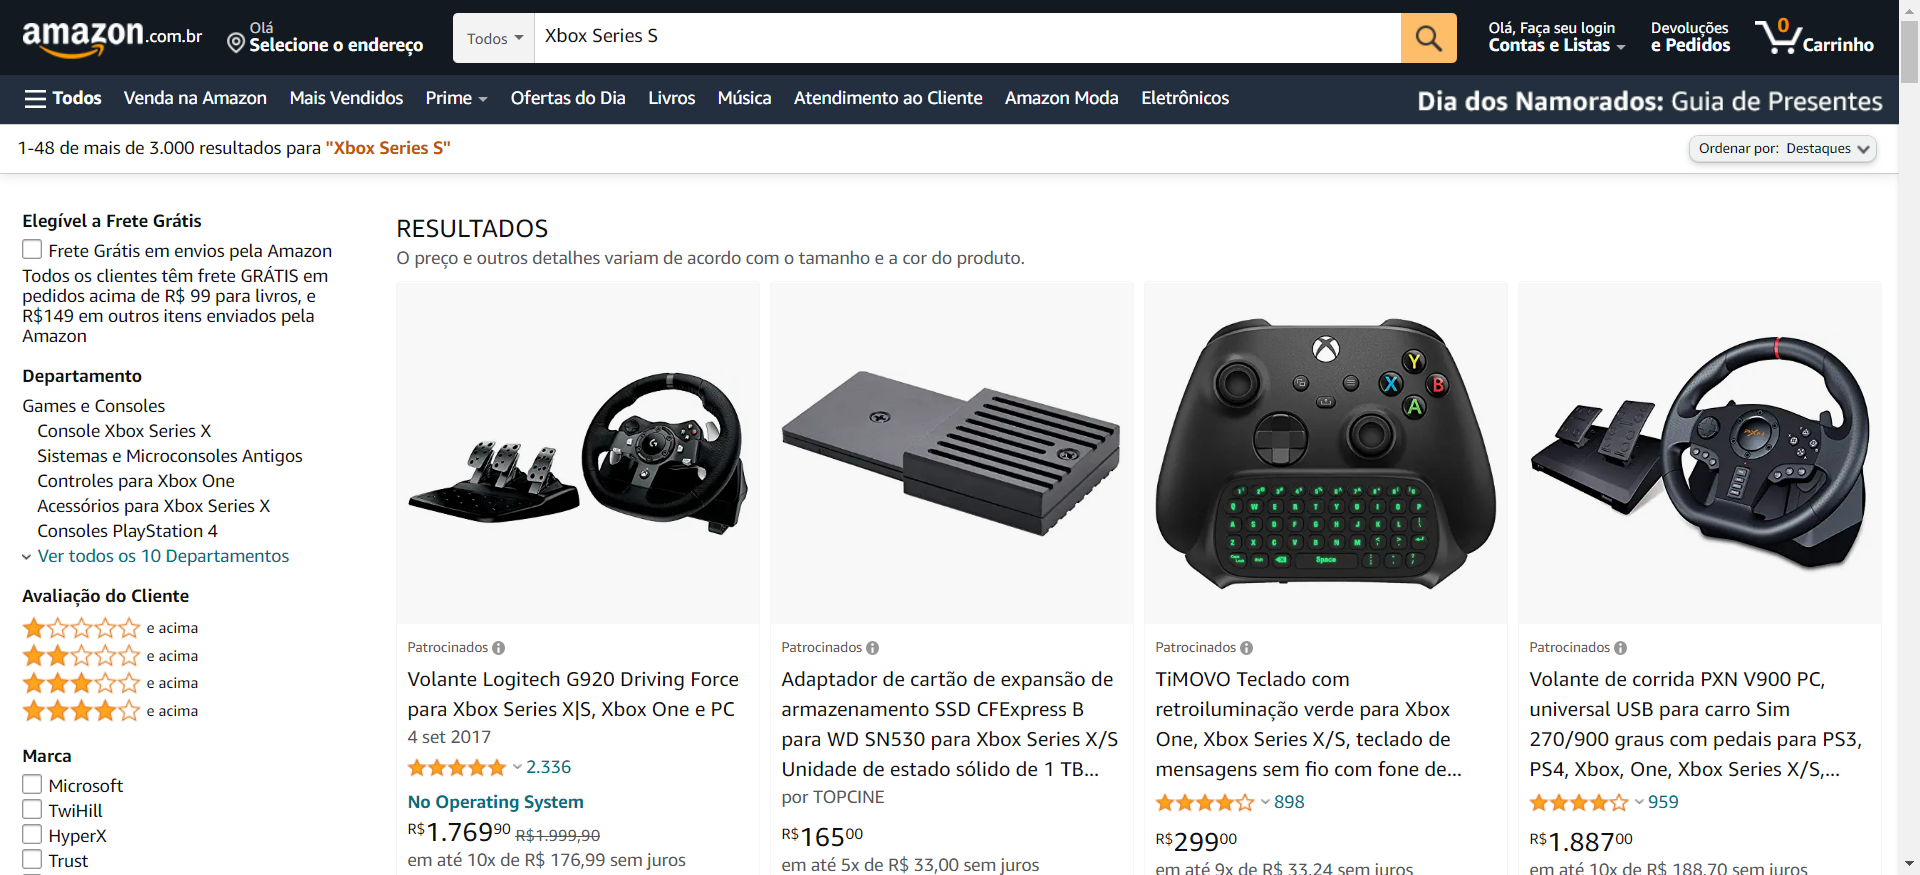 amazon.com.br
Olá
Selecione o endereço
Todos
Xbox Series S
Olá, Faça seu login
Contas e Listas
Devoluções
e Pedidos
0
Carrinho
Todos
Venda na Amazon
Mais Vendidos
Prime
Ofertas do Dia
Livros
Música
Atendimento ao Cliente
Amazon Moda
Eletrônicos
Dia dos Namorados: Guia de Presentes
1-48 de mais de 3.000 resultados para "Xbox Series S"
Ordenar por: Destaques
Elegível a Frete Grátis
Frete Grátis em envios pela Amazon
Todos os clientes têm frete GRÁTIS em
pedidos acima de R$ 99 para livros, e
R$149 em outros itens enviados pela
Amazon
Departamento
Games e Consoles
Console Xbox Series X
Sistemas e Microconsoles Antigos
Controles para Xbox One
Acessórios para Xbox Series X
Consoles PlayStation 4
Ver todos os 10 Departamentos
Avaliação do Cliente
e acima
e acima
e acima
e acima
Marca
Microsoft
TwiHill
HyperX
Trust
RESULTADOS
O preço e outros detalhes variam de acordo com o tamanho e a cor do produto.
Patrocinados
Volante Logitech G920 Driving Force
para Xbox Series X|S, Xbox One e PC
4 set 2017
2.336
No Operating System
R$1.76990 R$1.999,90
em até 10x de R$ 176,99 sem juros
Patrocinados
Adaptador de cartão de expansão de
armazenamento SSD CFExpress B
para WD SN530 para Xbox Series X/S
Unidade de estado sólido de 1 TB...
por TOPCINE
R$16500
em até 5x de R$ 33,00 sem juros
Y
X
B
A
Space
Patrocinados
TiMOVO Teclado com
retroiluminação verde para Xbox
One, Xbox Series X/S, teclado de
mensagens sem fio com fone de...
898
R$29900
em até 9x de R$ 33,24 sem juros
PXN
Patrocinados
Volante de corrida PXN V900 PC,
universal USB para carro Sim
270/900 graus com pedais para PS3,
PS4, Xbox, One, Xbox Series X/S,...
959
R$1.88700
em até 10x de R$ 188,70 sem juros